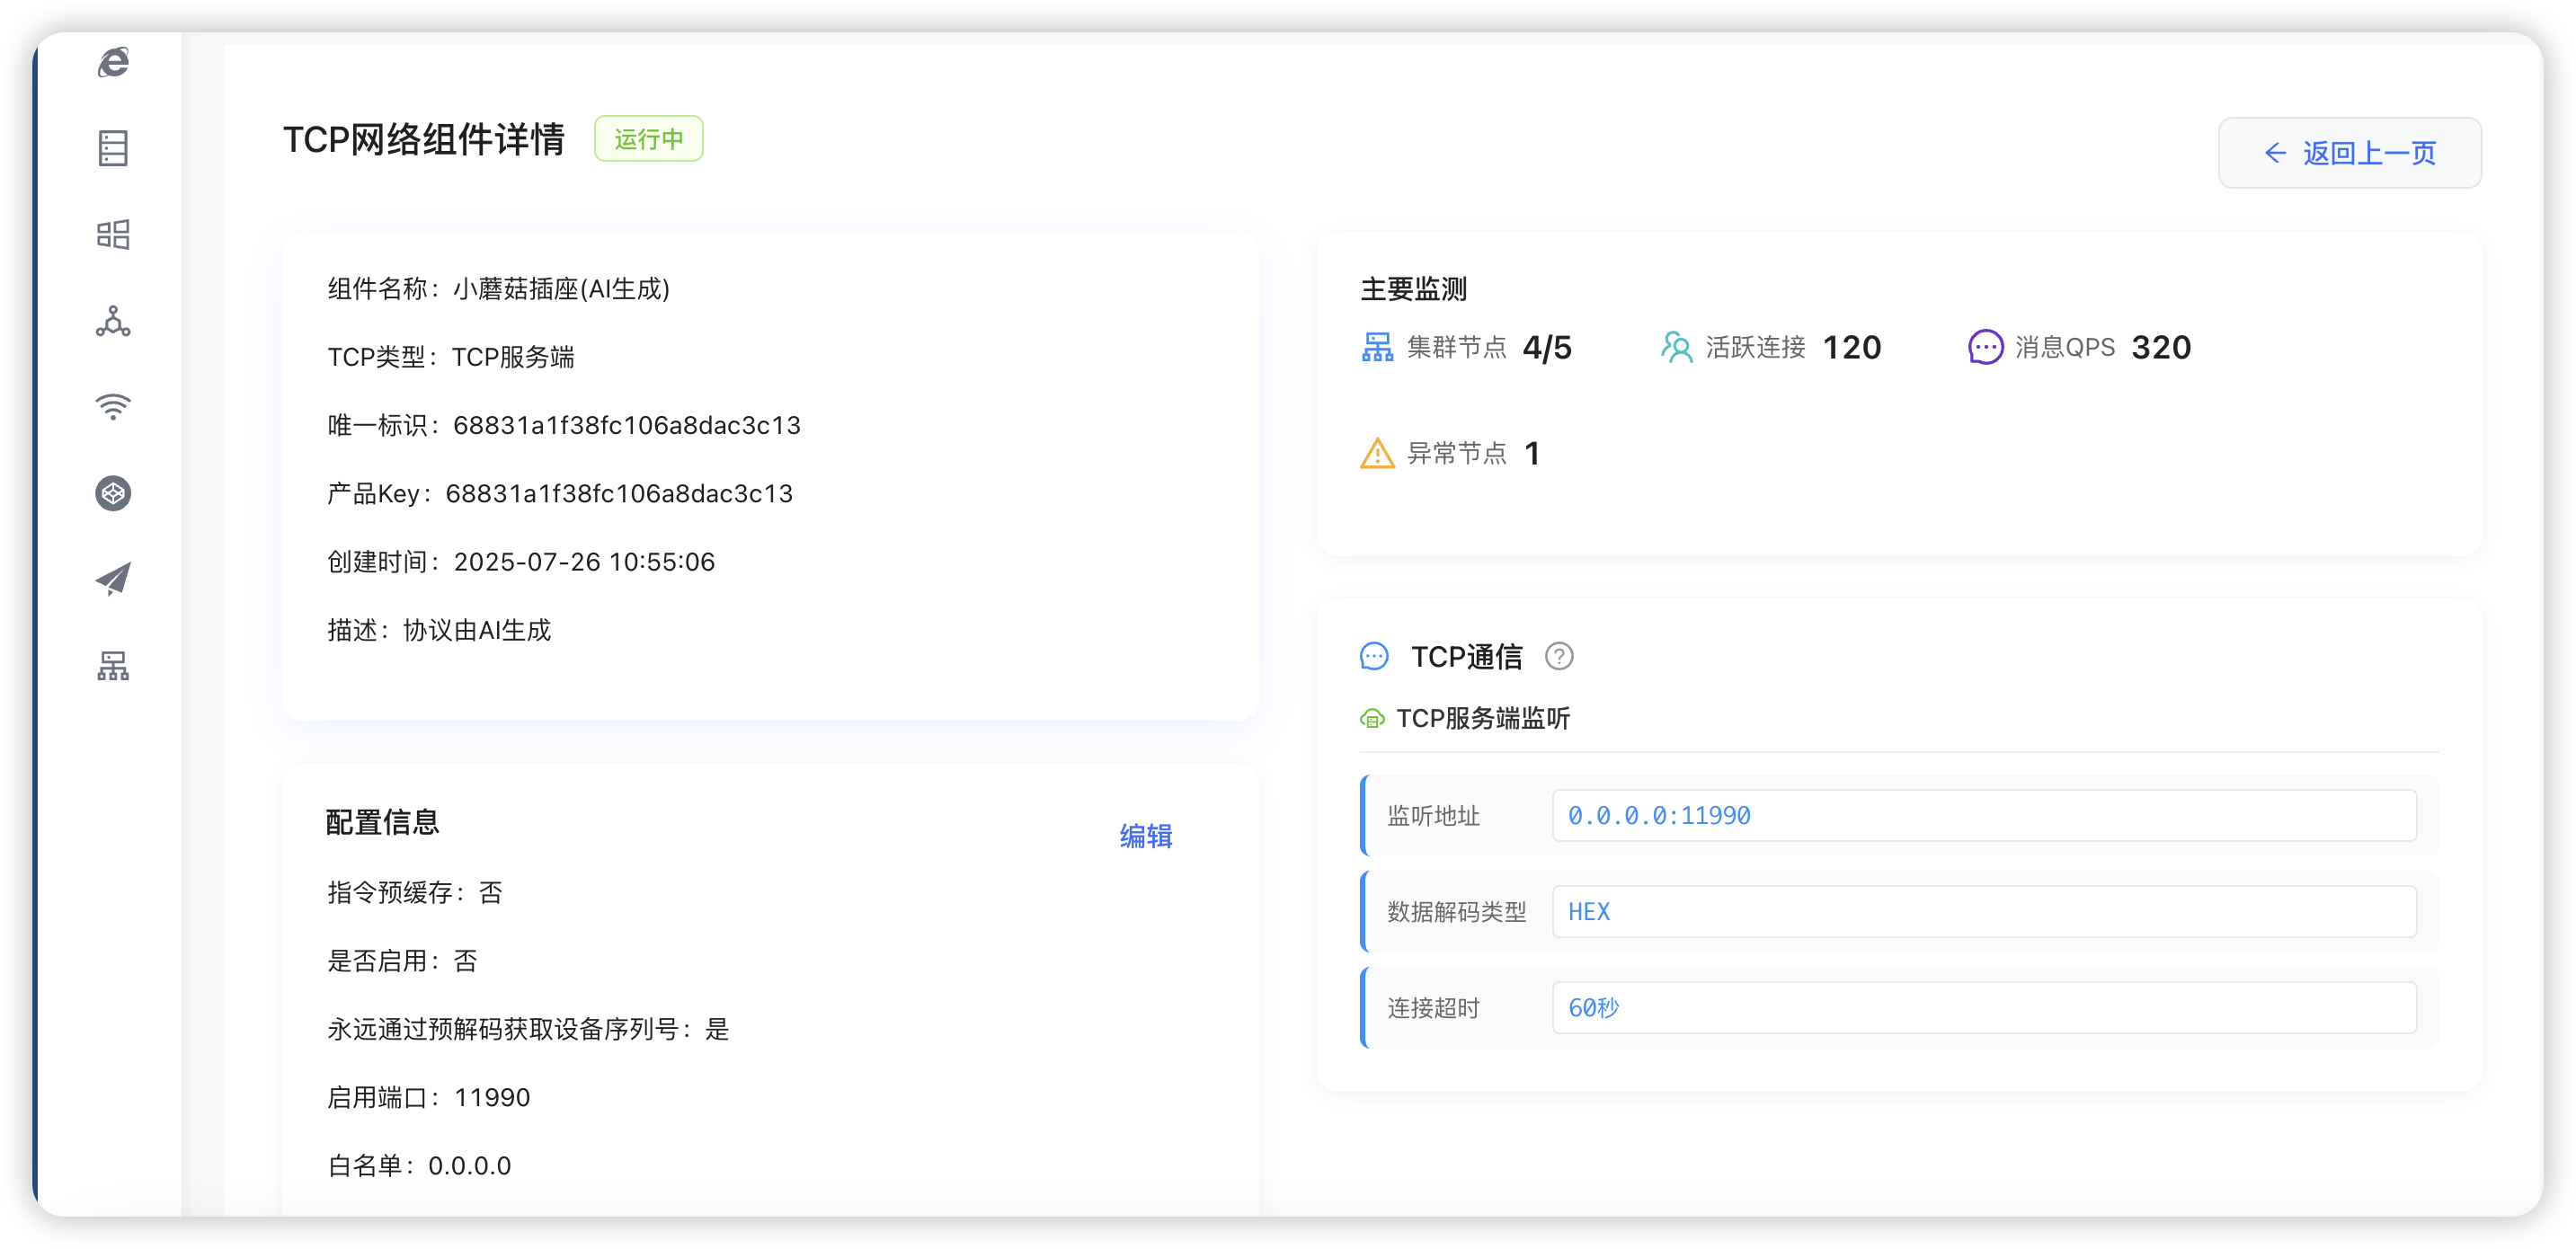 TCP网络组件详情
运行中
返回上一页
组件名称：小蘑菇插座(AI生成)
TCP类型：TCP服务端
唯一标识：68831a1f38fc106a8dac3c13
产品Key：68831a1f38fc106a8dac3c13
创建时间：2025-07-26 10:55:06
描述：协议由AI生成
配置信息
编辑
指令预缓存：否
是否启用：否
永远通过预解码获取设备序列号：是
启用端口：11990
白名单：0.0.0.0
主要监测
集群节点 4/5
活跃连接 120
消息QPS 320
异常节点 1
TCP通信
TCP服务端监听
监听地址 0.0.0.0:11990
数据解码类型 HEX
连接超时 60秒